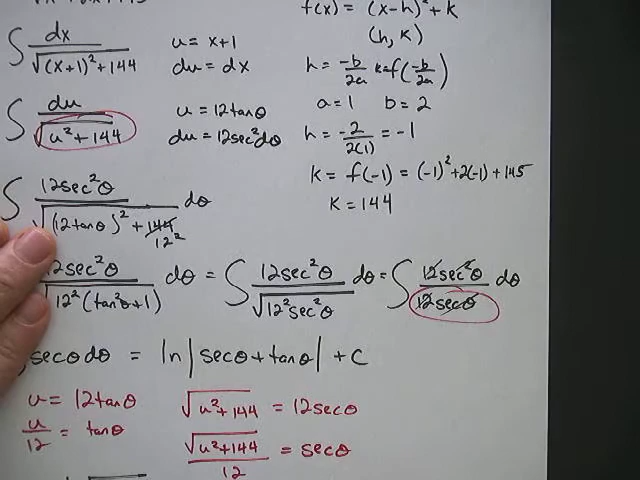 f(x) = (x-h)² + k
(h, k)
∫ dx / √((x+1)² + 144)   u = x+1
du = dx
h = -b/2a   k = f(-b/2a)
a = 1   b = 2
∫ du / √(u² + 144)   u = 12tanθ
du = 12sec²θdθ
h = -2/2(1) = -1
k = f(-1) = (-1)² + 2(-1) + 145
k = 144
∫ 12sec²θ / √((12tanθ)² + 144 12²) dθ
12sec²θ / √(12²(tan²θ+1)) dθ = ∫ 12sec²θ / √(12²sec²θ) dθ = ∫ 12sec²θ / 12secθ dθ
secθdθ = ln|secθ + tanθ| + C
u = 12tanθ   √(u²+144) = 12secθ
u/12 = tanθ   √(u²+144)/12 = secθ